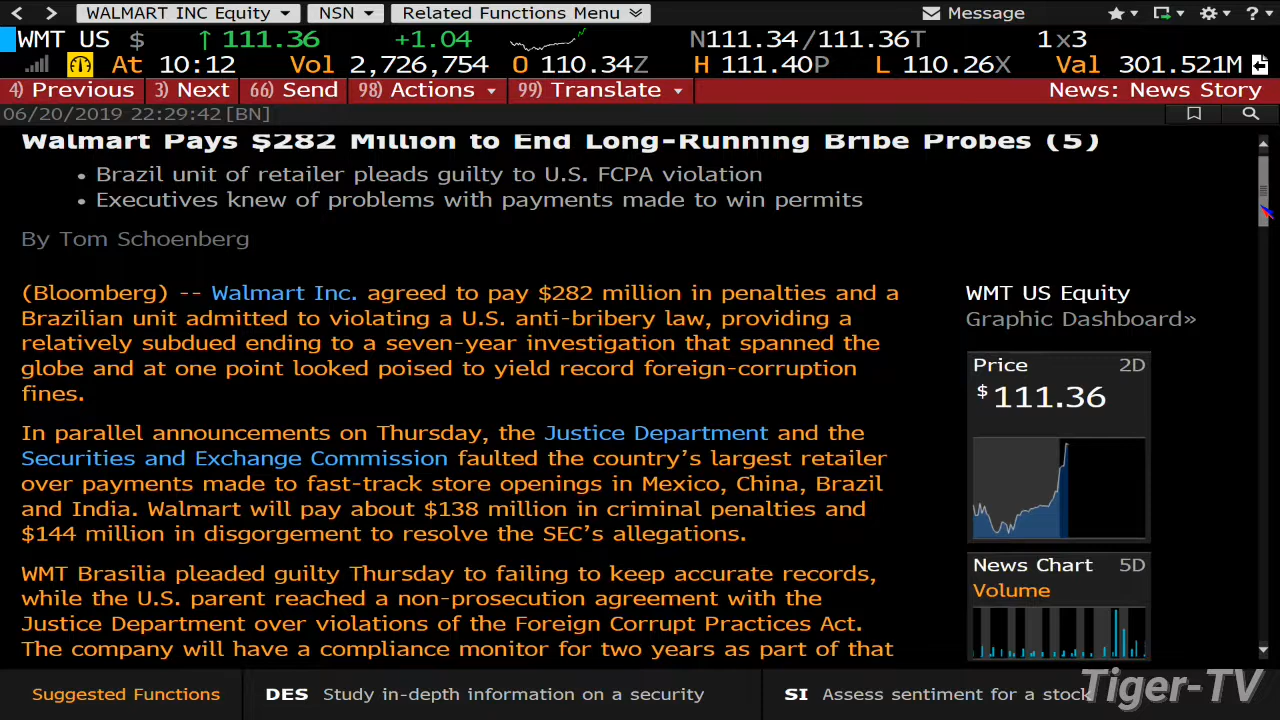 WALMART INC Equity NSN Related Functions Menu Message ?
WMT US $ ↑ 111.36 +1.04 N111.34/111.36T 1x3
At 10:12 Vol 2,726,754 O 110.34Z H 111.40P L 110.26X Val 301.521M
4) Previous 3) Next 66) Send 98) Actions 99) Translate News: News Story
06/20/2019 22:29:42 [BN]
Walmart Pays $282 Million to End Long-Running Bribe Probes (5)
• Brazil unit of retailer pleads guilty to U.S. FCPA violation
• Executives knew of problems with payments made to win permits
By Tom Schoenberg
(Bloomberg) -- Walmart Inc. agreed to pay $282 million in penalties and a
Brazilian unit admitted to violating a U.S. anti-bribery law, providing a
relatively subdued ending to a seven-year investigation that spanned the
globe and at one point looked poised to yield record foreign-corruption
fines.
In parallel announcements on Thursday, the Justice Department and the
Securities and Exchange Commission faulted the country's largest retailer
over payments made to fast-track store openings in Mexico, China, Brazil
and India. Walmart will pay about $138 million in criminal penalties and
$144 million in disgorgement to resolve the SEC's allegations.
WMT Brasilia pleaded guilty Thursday to failing to keep accurate records,
while the U.S. parent reached a non-prosecution agreement with the
Justice Department over violations of the Foreign Corrupt Practices Act.
The company will have a compliance monitor for two years as part of that
WMT US Equity
Graphic Dashboard»
Price 2D
$111.36
News Chart 5D
Volume
Suggested Functions DES Study in-depth information on a security SI Assess sentiment for a stock
Tiger-TV